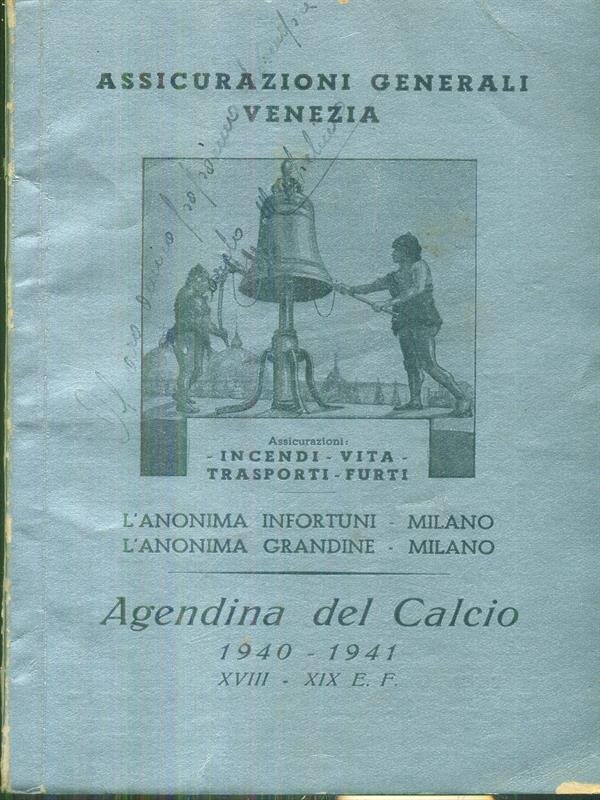 ASSICURAZIONI GENERALI
VENEZIA
Assicurazioni:
- INCENDI - VITA -
TRASPORTI - FURTI
L'ANONIMA INFORTUNI - MILANO
L'ANONIMA GRANDINE - MILANO
Agendina del Calcio
1940 - 1941
XVIII - XIX E. F.